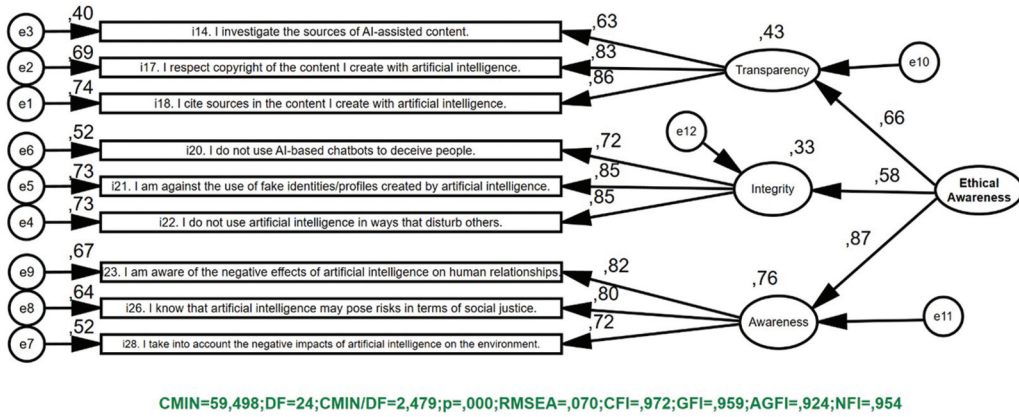 e3
,40
i14. I investigate the sources of AI-assisted content.
,63
e2
,69
i17. I respect copyright of the content I create with artificial intelligence.
,83
e1
,74
i18. I cite sources in the content I create with artificial intelligence.
,86
,43
Transparency
e10
,66
e6
,52
i20. I do not use AI-based chatbots to deceive people.
,72
e5
,73
i21. I am against the use of fake identities/profiles created by artificial intelligence.
,85
e4
,73
i22. I do not use artificial intelligence in ways that disturb others.
,85
e12
,33
Integrity
,58
Ethical
Awareness
e9
,67
23. I am aware of the negative effects of artificial intelligence on human relationships.
,82
e8
,64
i26. I know that artificial intelligence may pose risks in terms of social justice.
,80
e7
,52
i28. I take into account the negative impacts of artificial intelligence on the environment.
,72
,76
Awareness
e11
,87
CMIN=59,498;DF=24;CMIN/DF=2,479;p=,000;RMSEA=,070;CFI=,972;GFI=,959;AGFI=,924;NFI=,954